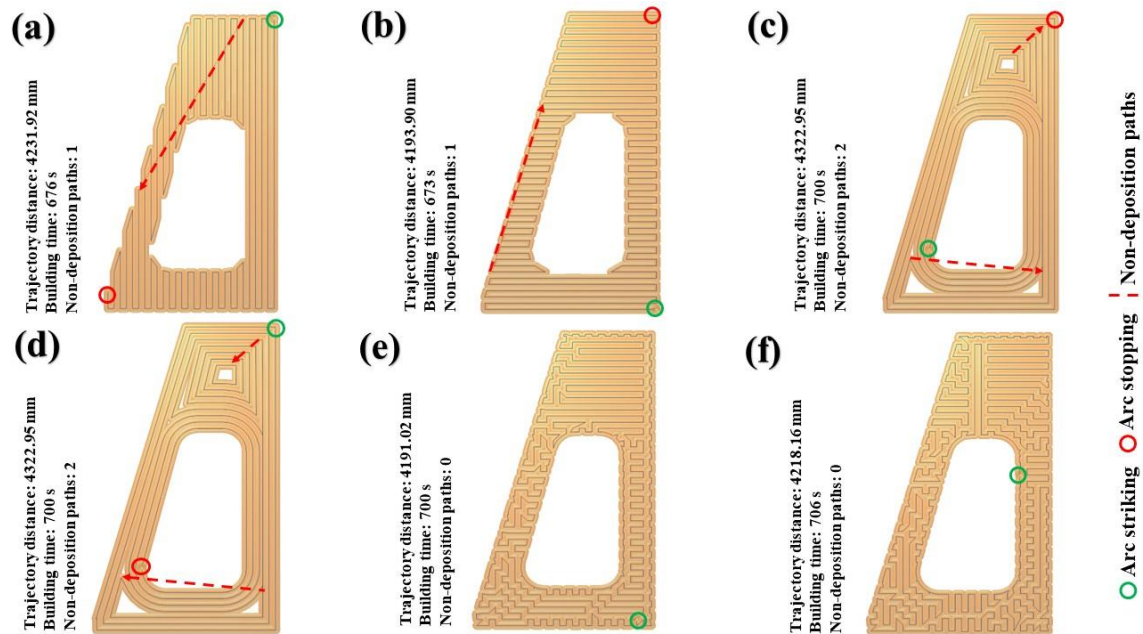 (a)
Trajectory distance: 4231.92 mm
Building time: 676 s
Non-deposition paths: 1
(b)
Trajectory distance: 4193.90 mm
Building time: 673 s
Non-deposition paths: 1
(c)
Trajectory distance: 4322.95 mm
Building time: 700 s
Non-deposition paths: 2
(d)
Trajectory distance: 4322.95 mm
Building time: 700 s
Non-deposition paths: 2
(e)
Trajectory distance: 4191.02 mm
Building time: 700 s
Non-deposition paths: 0
(f)
Trajectory distance: 4218.16 mm
Building time: 706 s
Non-deposition paths: 0
Arc striking
Arc stopping
Non-deposition paths